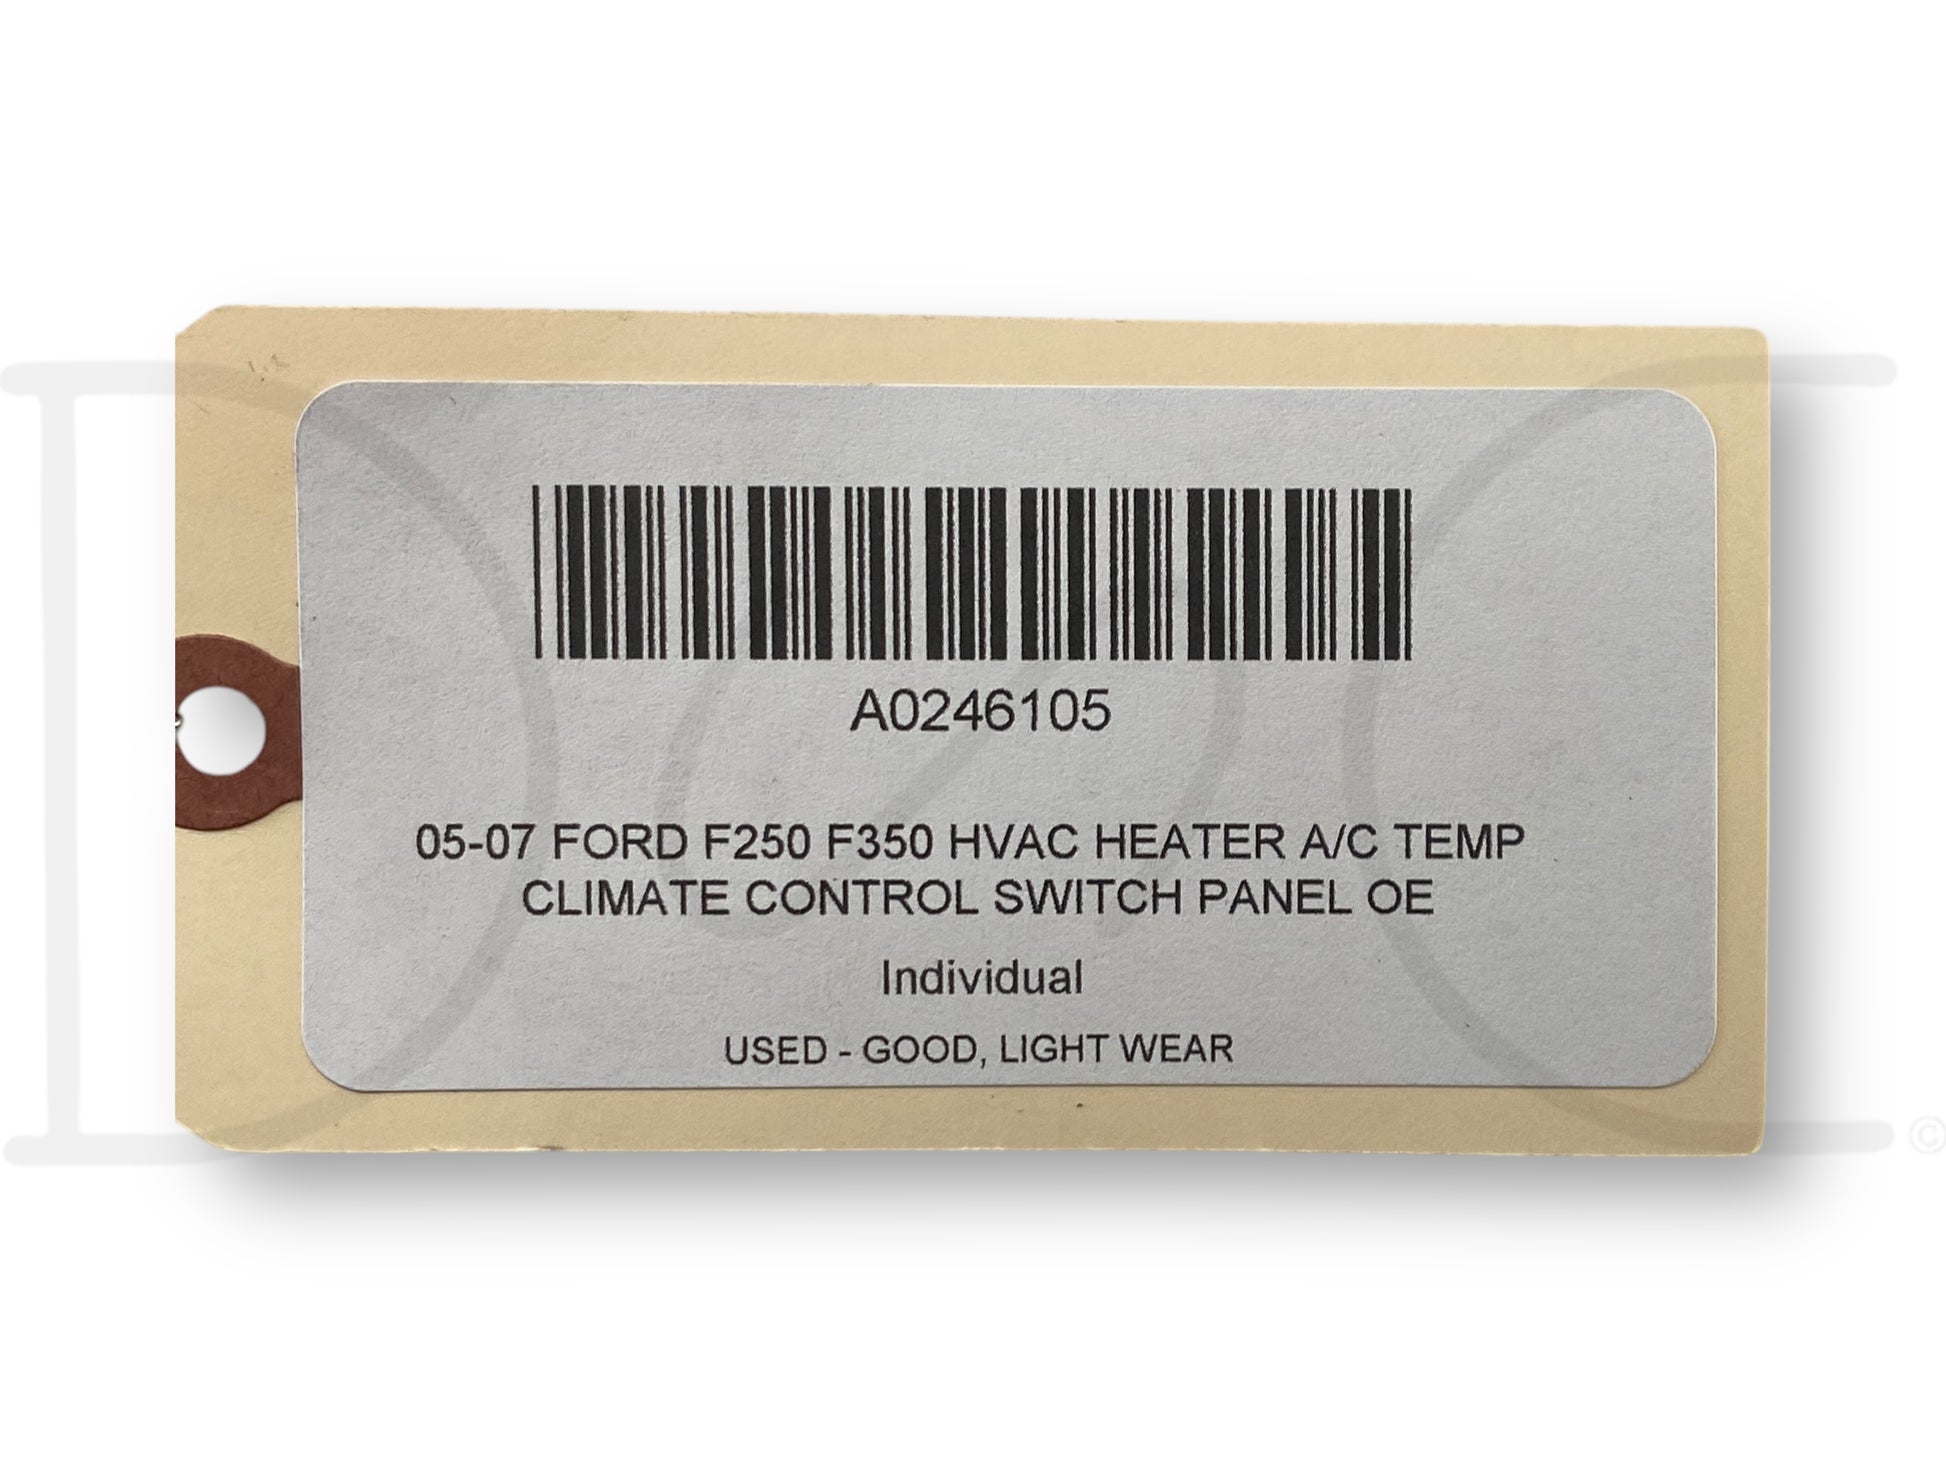 A0246105
05-07 FORD F250 F350 HVAC HEATER A/C TEMP
CLIMATE CONTROL SWITCH PANEL OE
Individual
USED - GOOD, LIGHT WEAR
©